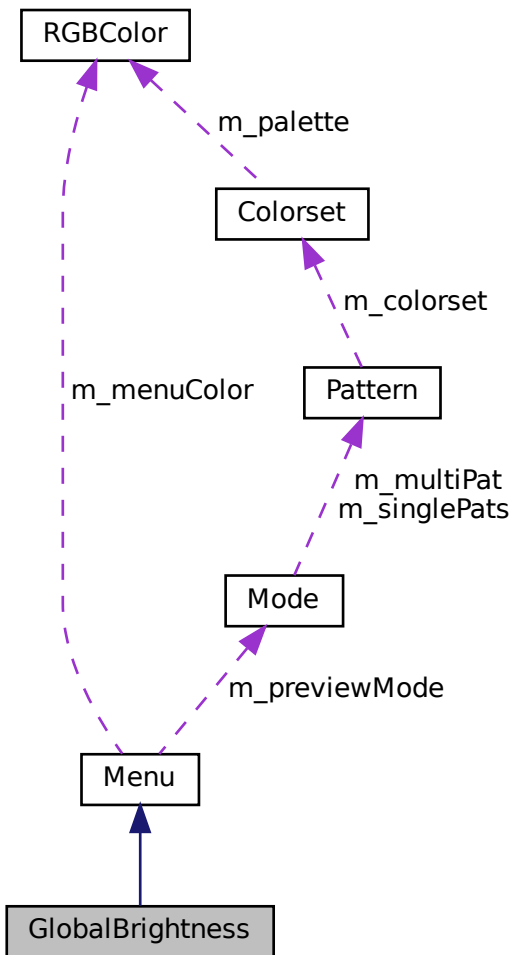 RGBColor
m_palette
Colorset
m_colorset
m_menuColor
Pattern
m_multiPat
m_singlePats
Mode
m_previewMode
Menu
GlobalBrightness